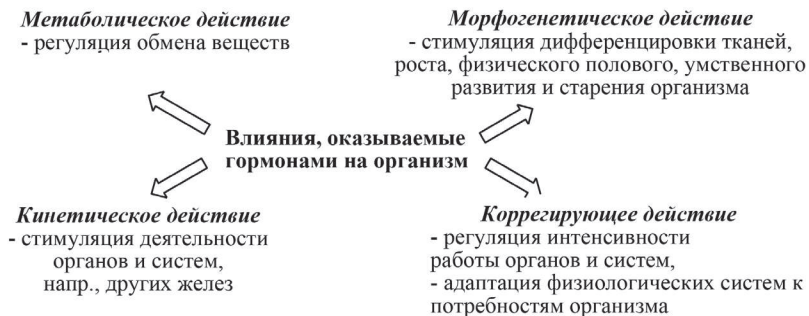 Метаболическое действие
- регуляция обмена веществ
Морфогенетическое действие
- стимуляция дифференцировки тканей,
роста, физического полового, умственного
развития и старения организма
Влияния, оказываемые
гормонами на организм
Кинетическое действие
- стимуляция деятельности
органов и систем,
напр., других желез
Коррегирующее действие
- регуляция интенсивности
работы органов и систем,
- адаптация физиологических систем к
потребностям организма